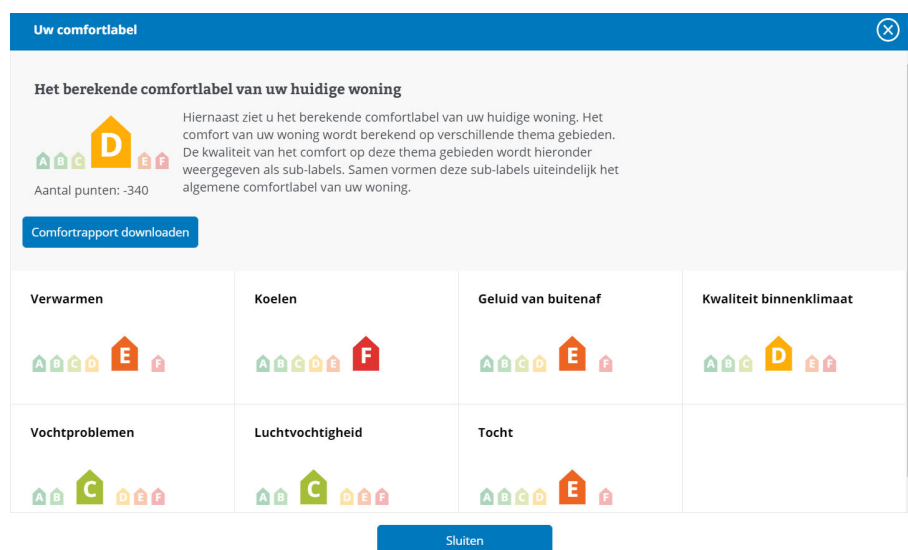 Uw comfortlabel
Het berekende comfortlabel van uw huidige woning
Hiernaast ziet u het berekende comfortlabel van uw huidige woning. Het
comfort van uw woning wordt berekend op verschillende thema gebieden.
De kwaliteit van het comfort op deze thema gebieden wordt hieronder
weergegeven als sub-labels. Samen vormen deze sub-labels uiteindelijk het
algemene comfortlabel van uw woning.
A B C D E F
Aantal punten: -340
Comfortrapport downloaden
Verwarmen
A B C D E F
Koelen
A B C D E F
Geluid van buitenaf
A B C D E F
Kwaliteit binnenklimaat
A B C D E F
Vochtproblemen
A B C D E F
Luchtvochtigheid
A B C D E F
Tocht
A B C D E F
Sluiten